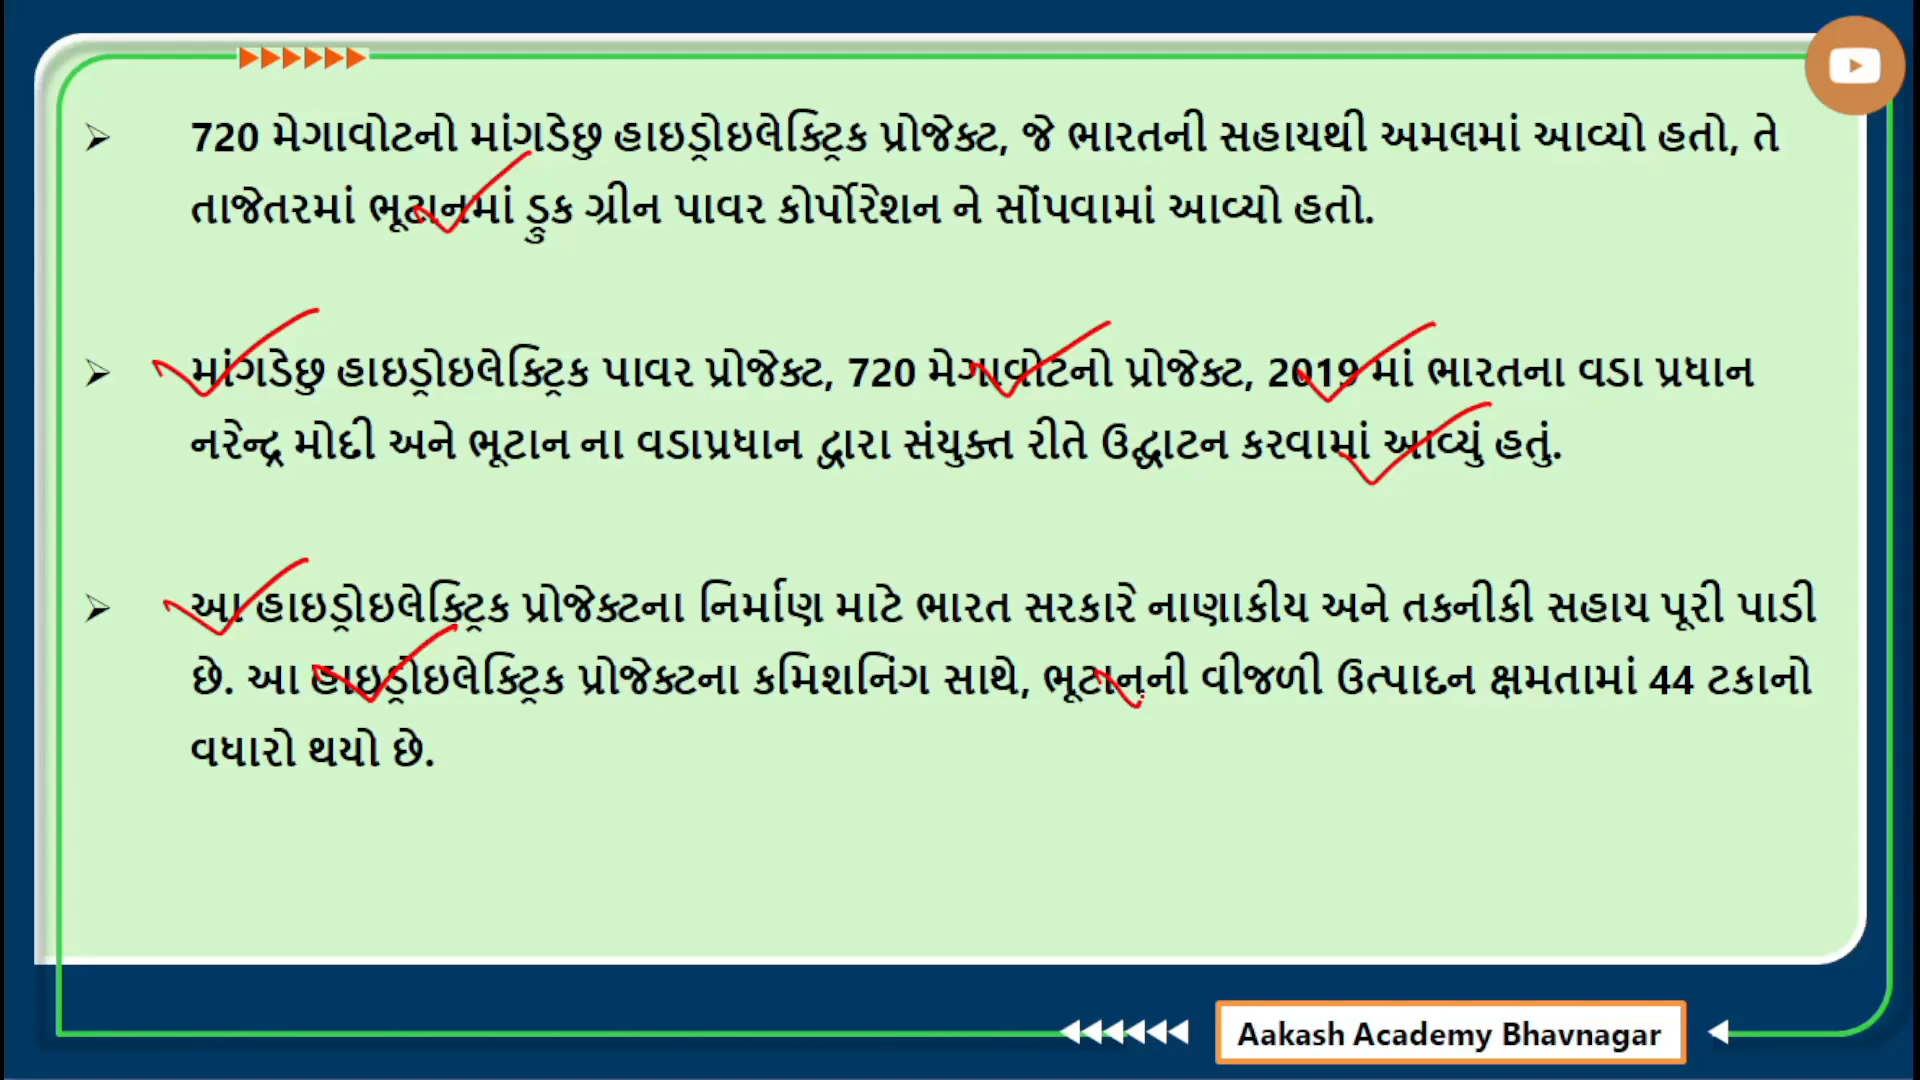 720 મેગાવોટનો માંગડેછુ હાઇડ્રોઇલેક્ટ્રિક પ્રોજેક્ટ, જે ભારતની સહાયથી અમલમાં આવ્યો હતો, તે
તાજેતરમાં ભૂટાનમાં ડ્રુક ગ્રીન પાવર કોર્પોરેશન ને સોંપવામાં આવ્યો હતો.
માંગડેછુ હાઇડ્રોઇલેક્ટ્રિક પાવર પ્રોજેક્ટ, 720 મેગાવોટનો પ્રોજેક્ટ, 2019 માં ભારતના વડા પ્રધાન
નરેન્દ્ર મોદી અને ભૂટાન ના વડાપ્રધાન દ્વારા સંયુક્ત રીતે ઉદ્ઘાટન કરવામાં આવ્યું હતું.
આ હાઇડ્રોઇલેક્ટ્રિક પ્રોજેક્ટના નિર્માણ માટે ભારત સરકારે નાણાકીય અને તકનીકી સહાય પૂરી પાડી
છે. આ હાઇડ્રોઇલેક્ટ્રિક પ્રોજેક્ટના કમિશનિંગ સાથે, ભૂટાનની વીજળી ઉત્પાદન ક્ષમતામાં 44 ટકાનો
વધારો થયો છે.
Aakash Academy Bhavnagar